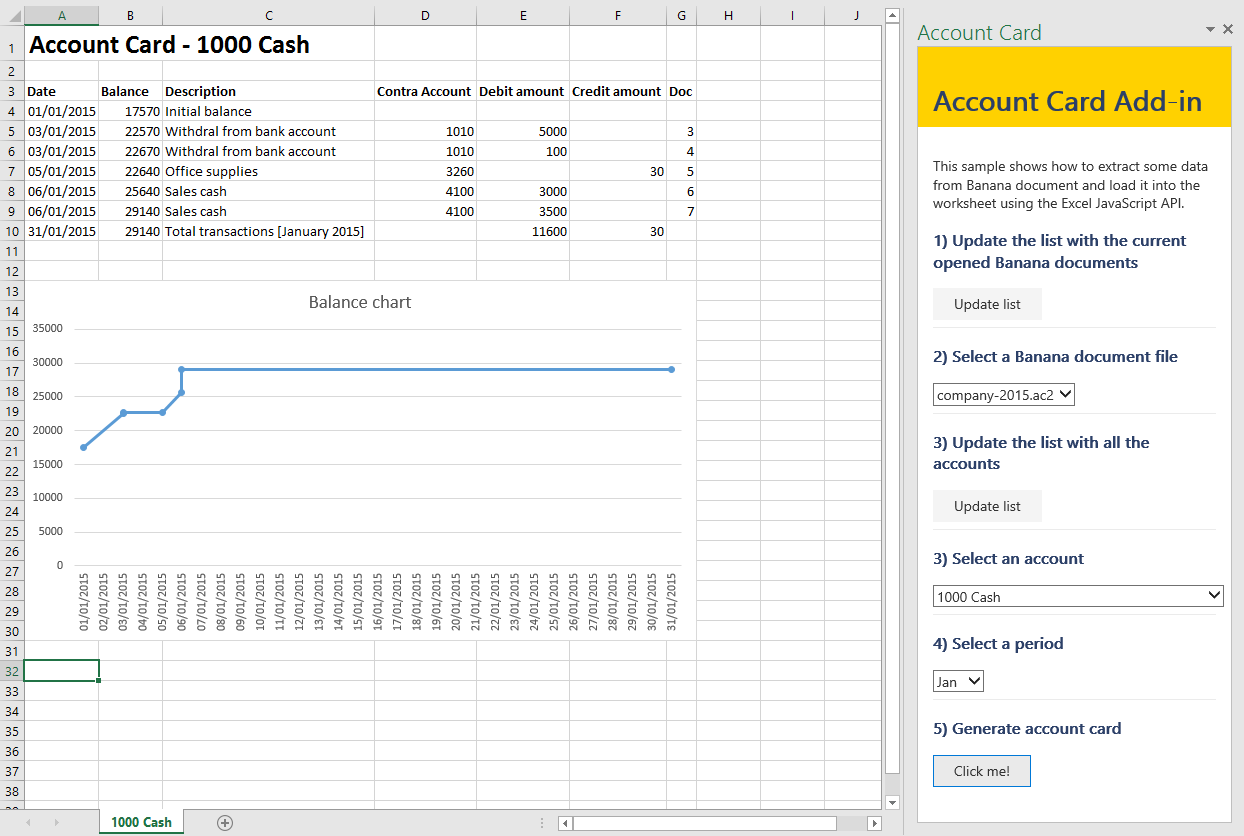 A B C D E F G H I J
1 Account Card - 1000 Cash
2
3 Date Balance Description Contra Account Debit amount Credit amount Doc
4 01/01/2015 17570 Initial balance
5 03/01/2015 22570 Withdral from bank account 1010 5000 3
6 03/01/2015 22670 Withdral from bank account 1010 100 4
7 05/01/2015 22640 Office supplies 3260 30 5
8 06/01/2015 25640 Sales cash 4100 3000 6
9 06/01/2015 29140 Sales cash 4100 3500 7
10 31/01/2015 29140 Total transactions [January 2015] 11600 30
11
12
13
14
15
16
17
18
19
20
21
22
23
24
25
26
27
28
29
30
31
32
33
34
35
36
37
38
Balance chart
35000
30000
25000
20000
15000
10000
5000
0
01/01/2015
02/01/2015
03/01/2015
04/01/2015
05/01/2015
06/01/2015
07/01/2015
08/01/2015
09/01/2015
10/01/2015
11/01/2015
12/01/2015
13/01/2015
14/01/2015
15/01/2015
16/01/2015
17/01/2015
18/01/2015
19/01/2015
20/01/2015
21/01/2015
22/01/2015
23/01/2015
24/01/2015
25/01/2015
26/01/2015
27/01/2015
28/01/2015
29/01/2015
30/01/2015
31/01/2015
1000 Cash
Account Card
Account Card Add-in
This sample shows how to extract some data
from Banana document and load it into the
worksheet using the Excel JavaScript API.
1) Update the list with the current
opened Banana documents
Update list
2) Select a Banana document file
company-2015.ac2
3) Update the list with all the
accounts
Update list
3) Select an account
1000 Cash
4) Select a period
Jan
5) Generate account card
Click me!